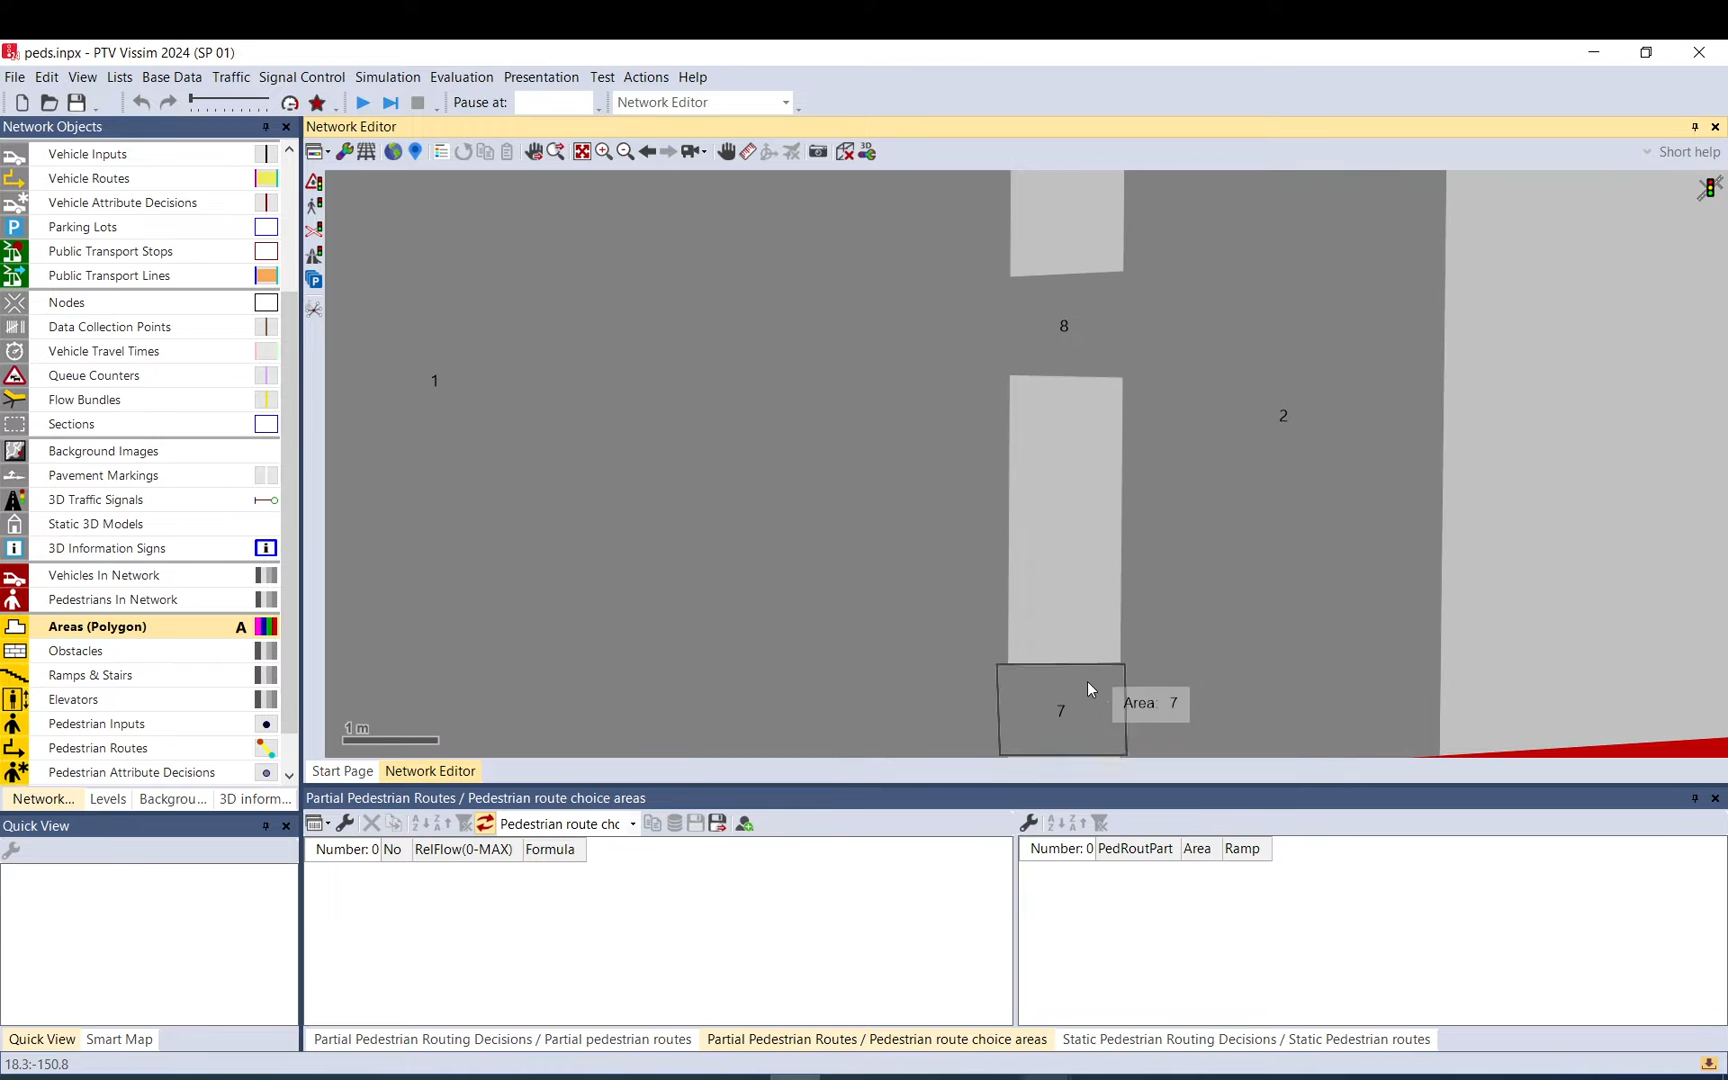 peds.inpx - PTV Vissim 2024 (SP 01)
File Edit View Lists Base Data Traffic Signal Control Simulation Evaluation Presentation Test Actions Help
Pause at: Network Editor
Network Objects
Network Editor
Short help
Vehicle Inputs
Vehicle Routes
Vehicle Attribute Decisions
Parking Lots
Public Transport Stops
Public Transport Lines
Nodes
Data Collection Points
Vehicle Travel Times
Queue Counters
Flow Bundles
Sections
Background Images
Pavement Markings
3D Traffic Signals
Static 3D Models
3D Information Signs
Vehicles In Network
Pedestrians In Network
Areas (Polygon) A
Obstacles
Ramps & Stairs
Elevators
Pedestrian Inputs
Pedestrian Routes
Pedestrian Attribute Decisions
8
1
2
7
Area: 7
1 m
Start Page Network Editor
Network... Levels Backgrou... 3D inform...
Partial Pedestrian Routes / Pedestrian route choice areas
Quick View
Pedestrian route cho
Number: 0 No RelFlow(0-MAX) Formula
Number: 0 PedRoutPart Area Ramp
Quick View Smart Map
Partial Pedestrian Routing Decisions / Partial pedestrian routes Partial Pedestrian Routes / Pedestrian route choice areas Static Pedestrian Routing Decisions / Static Pedestrian routes
18.3:-150.8